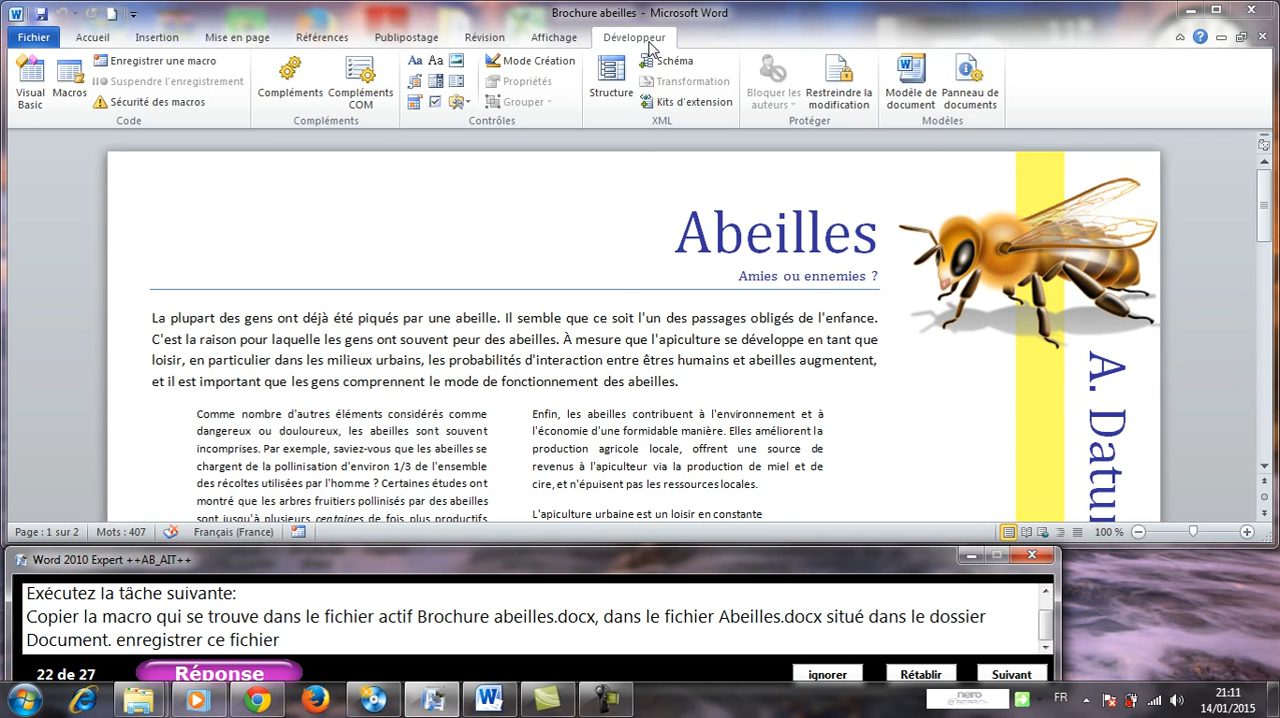 Brochure abeilles - Microsoft Word
Fichier Accueil Insertion Mise en page Références Publipostage Révision Affichage Développeur
Visual Basic
Macros
Enregistrer une macro
Suspendre l'enregistrement
Sécurité des macros
Code
Compléments
Compléments COM
Compléments
Mode Création
Propriétés
Grouper
Contrôles
Structure
Schéma
Transformation
Kits d'extension
XML
Bloquer les auteurs
Restreindre la modification
Protéger
Modèle de document
Panneau de documents
Modèles
Abeilles
Amies ou ennemies ?
La plupart des gens ont déjà été piqués par une abeille. Il semble que ce soit l'un des passages obligés de l'enfance.
C'est la raison pour laquelle les gens ont souvent peur des abeilles. À mesure que l'apiculture se développe en tant que
loisir, en particulier dans les milieux urbains, les probabilités d'interaction entre êtres humains et abeilles augmentent,
et il est important que les gens comprennent le mode de fonctionnement des abeilles.
Comme nombre d'autres éléments considérés comme
dangereux ou douloureux, les abeilles sont souvent
incomprises. Par exemple, saviez-vous que les abeilles se
chargent de la pollinisation d'environ 1/3 de l'ensemble
des récoltes utilisées par l'homme ? Certaines études ont
montré que les arbres fruitiers pollinisés par des abeilles
sont jusqu'à plusieurs centaines de fois plus productifs
Enfin, les abeilles contribuent à l'environnement et à
l'économie d'une formidable manière. Elles améliorent la
production agricole locale, offrent une source de
revenus à l'apiculteur via la production de miel et de
cire, et n'épuisent pas les ressources locales.
L'apiculture urbaine est un loisir en constante
A. Datur
Page : 1 sur 2 Mots : 407 Français (France) 100 %
Word 2010 Expert ++AB_AIT++
Exécutez la tâche suivante:
Copier la macro qui se trouve dans le fichier actif Brochure abeilles.docx, dans le fichier Abeilles.docx situé dans le dossier
Document. enregistrer ce fichier
22 de 27 Réponse ignorer Rétablir Suivant
nero
FR
21:11
14/01/2015